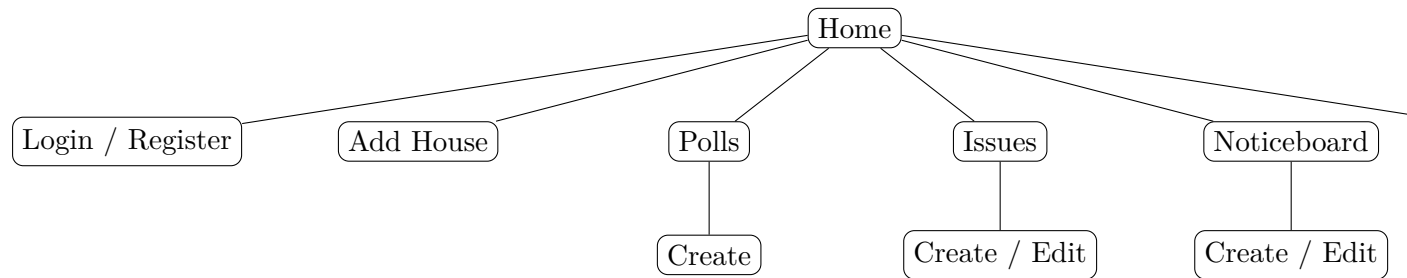 Home
Login / Register
Add House
Polls
Issues
Noticeboard
Create
Create / Edit
Create / Edit